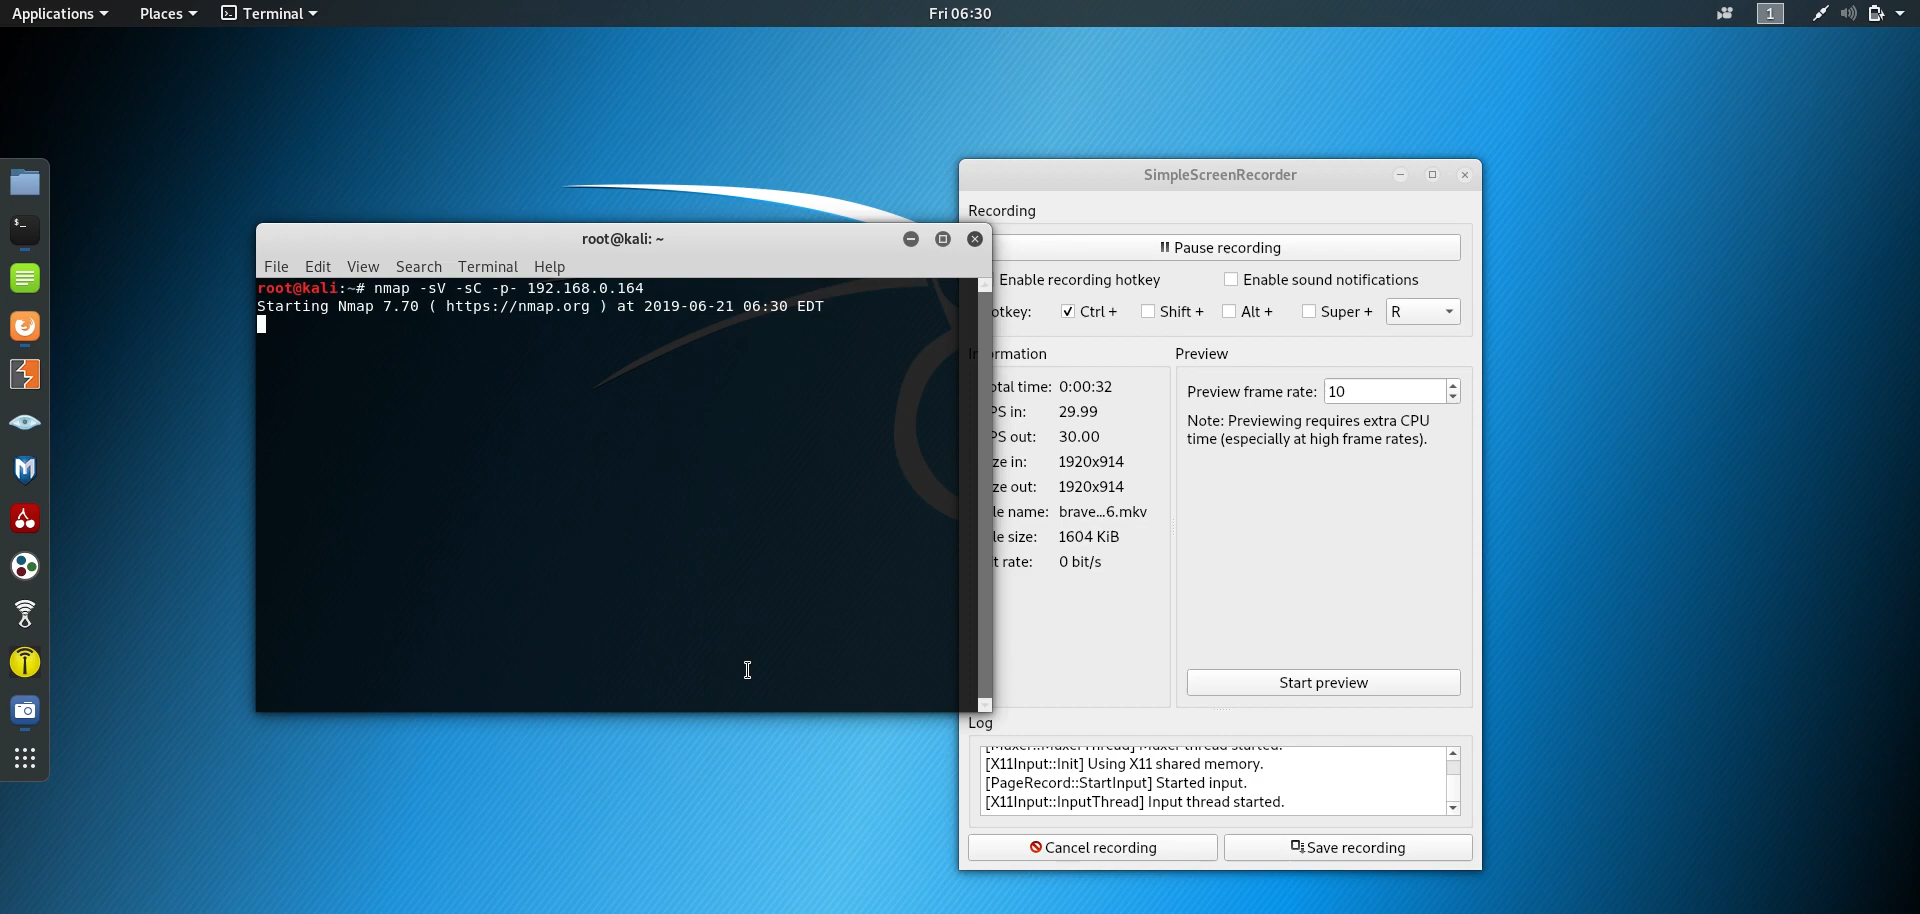 Applications Places Terminal Fri 06:30 1
SimpleScreenRecorder
Recording
Pause recording
Enable recording hotkey Enable sound notifications
otkey: Ctrl + Shift + Alt + Super + R
root@kali: ~
File Edit View Search Terminal Help
root@kali:~# nmap -sV -sC -p- 192.168.0.164
Starting Nmap 7.70 ( https://nmap.org ) at 2019-06-21 06:30 EDT
Information Preview
otal time: 0:00:32
PS in: 29.99
PS out: 30.00
ze in: 1920x914
ze out: 1920x914
le name: brave...6.mkv
le size: 1604 KiB
t rate: 0 bit/s
Preview frame rate: 10
Note: Previewing requires extra CPU
time (especially at high frame rates).
Start preview
Log
[X11Input::Init] Using X11 shared memory.
[PageRecord::StartInput] Started input.
[X11Input::InputThread] Input thread started.
Cancel recording Save recording